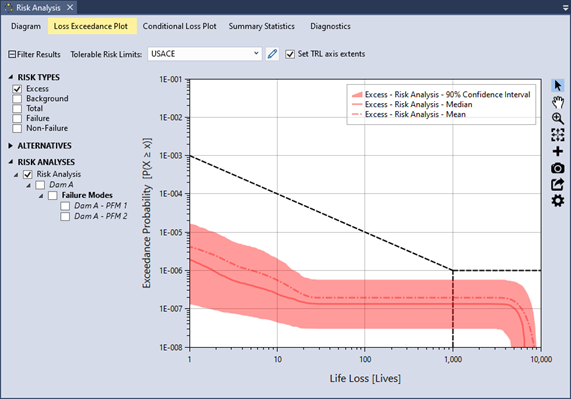 Risk Analysis
Diagram Loss Exceedance Plot Conditional Loss Plot Summary Statistics Diagnostics
Filter Results Tolerable Risk Limits: USACE Set TRL axis extents
RISK TYPES
Excess
Background
Total
Failure
Non-Failure
ALTERNATIVES
RISK ANALYSES
Risk Analysis
Dam A
Failure Modes
Dam A - PFM 1
Dam A - PFM 2
Exceedance Probability [P(X ≥ x)]
1E-001
1E-002
1E-003
1E-004
1E-005
1E-006
1E-007
1E-008
Excess - Risk Analysis - 90% Confidence Interval
Excess - Risk Analysis - Median
Excess - Risk Analysis - Mean
1 10 100 1,000 10,000
Life Loss [Lives]